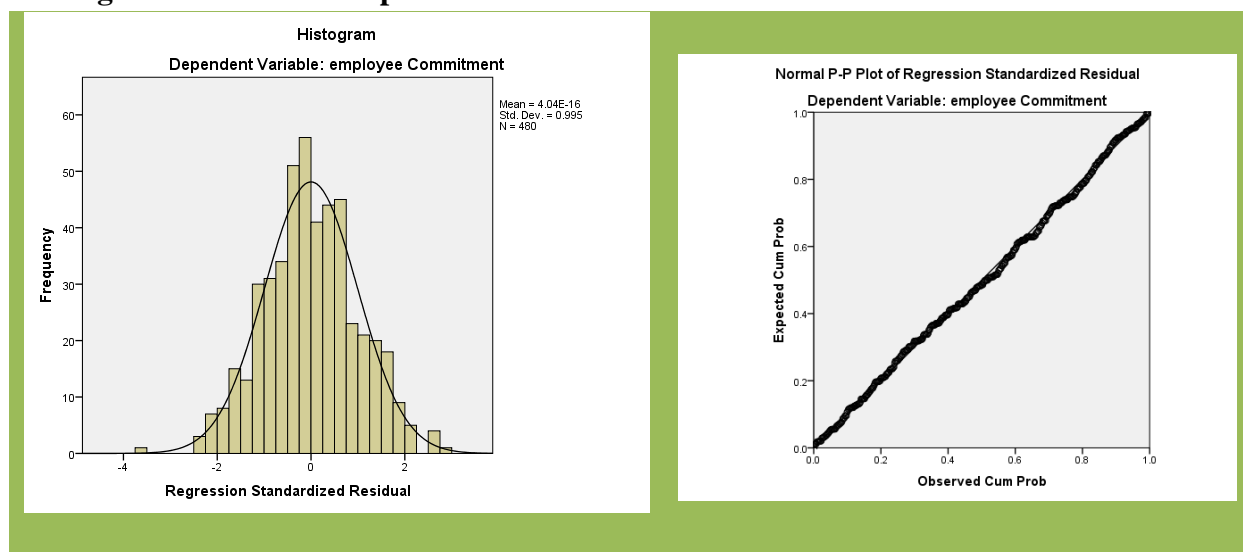 Histogram
Dependent Variable: employee Commitment
Mean = 4.04E-16
Std. Dev. = 0.995
N = 480
60
50
40
30
20
10
0
Frequency
-4 -2 0 2
Regression Standardized Residual
Normal P-P Plot of Regression Standardized Residual
Dependent Variable: employee Commitment
1.0
0.8
0.6
0.4
0.2
0.0
Expected Cum Prob
0.0 0.2 0.4 0.6 0.8 1.0
Observed Cum Prob